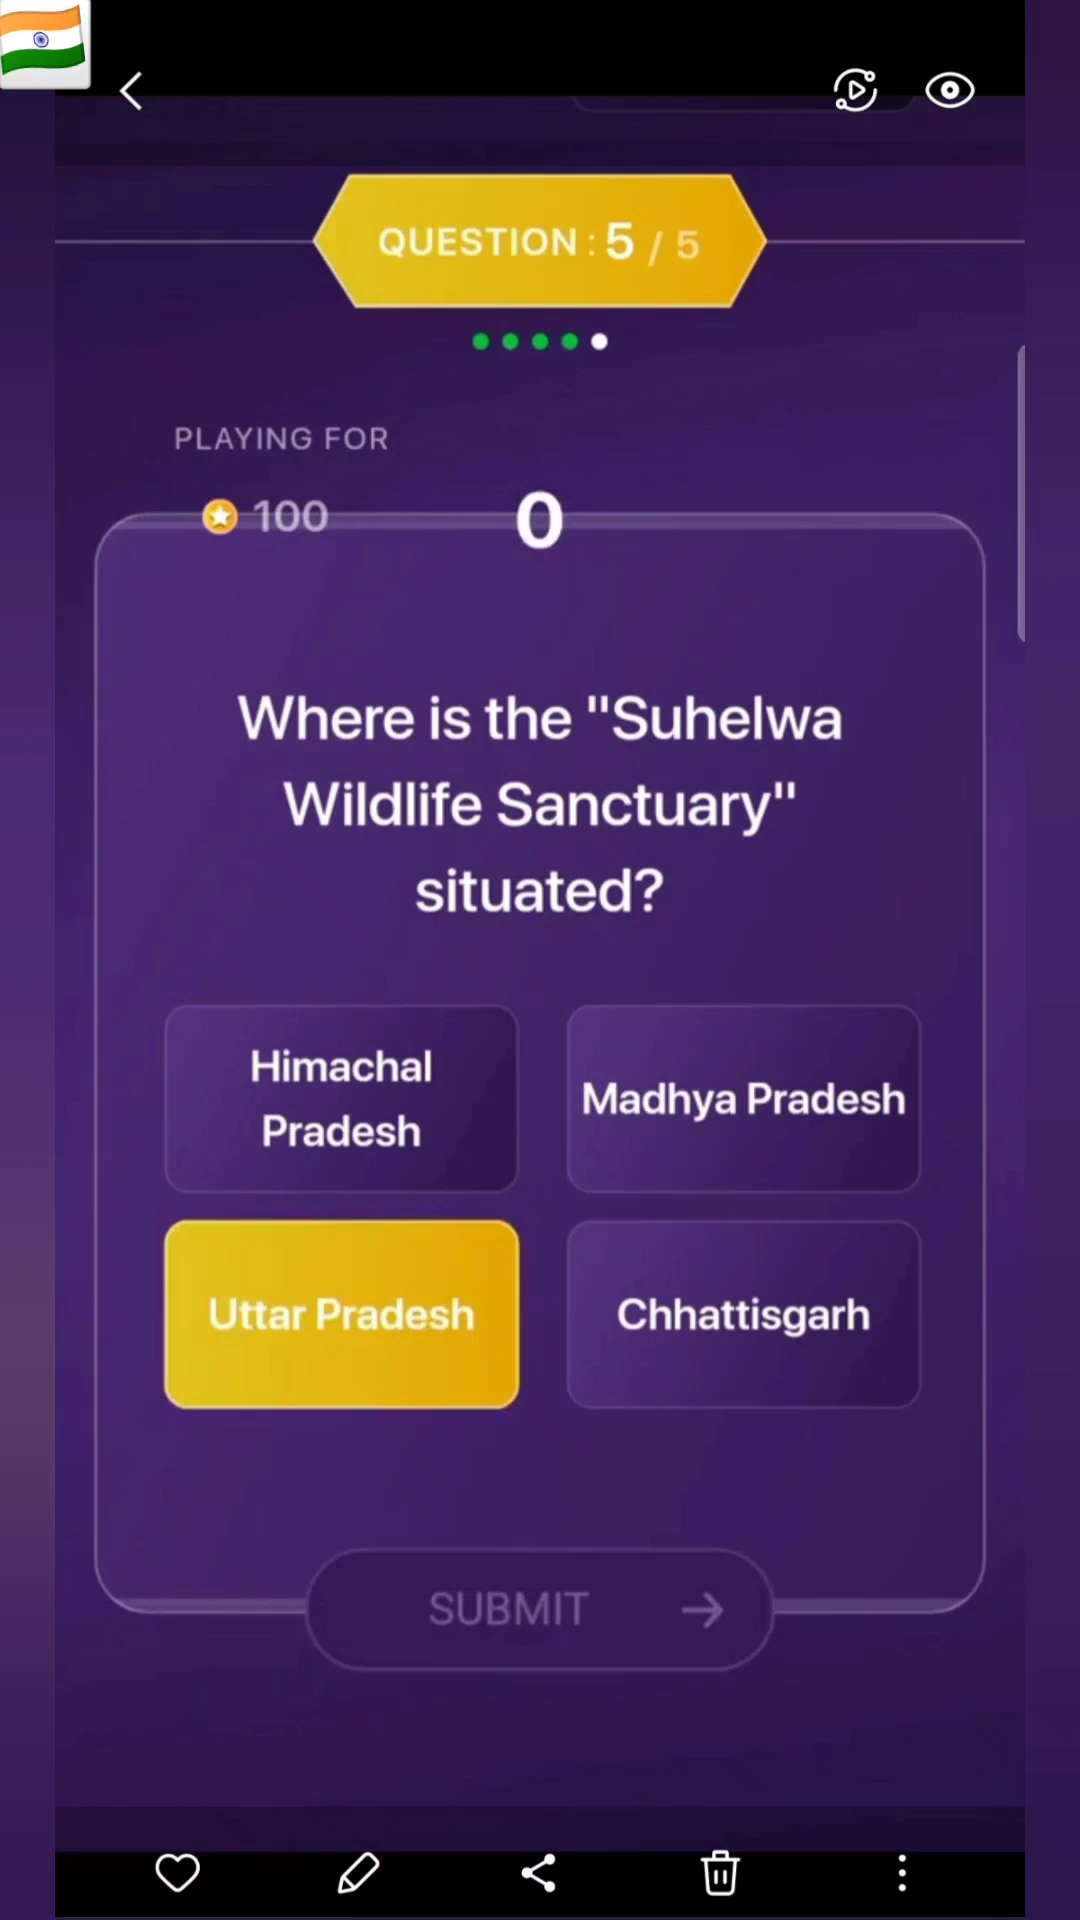 QUESTION : 5 / 5
PLAYING FOR
100
0
Where is the "Suhelwa
Wildlife Sanctuary"
situated?
Himachal
Pradesh
Madhya Pradesh
Uttar Pradesh
Chhattisgarh
SUBMIT